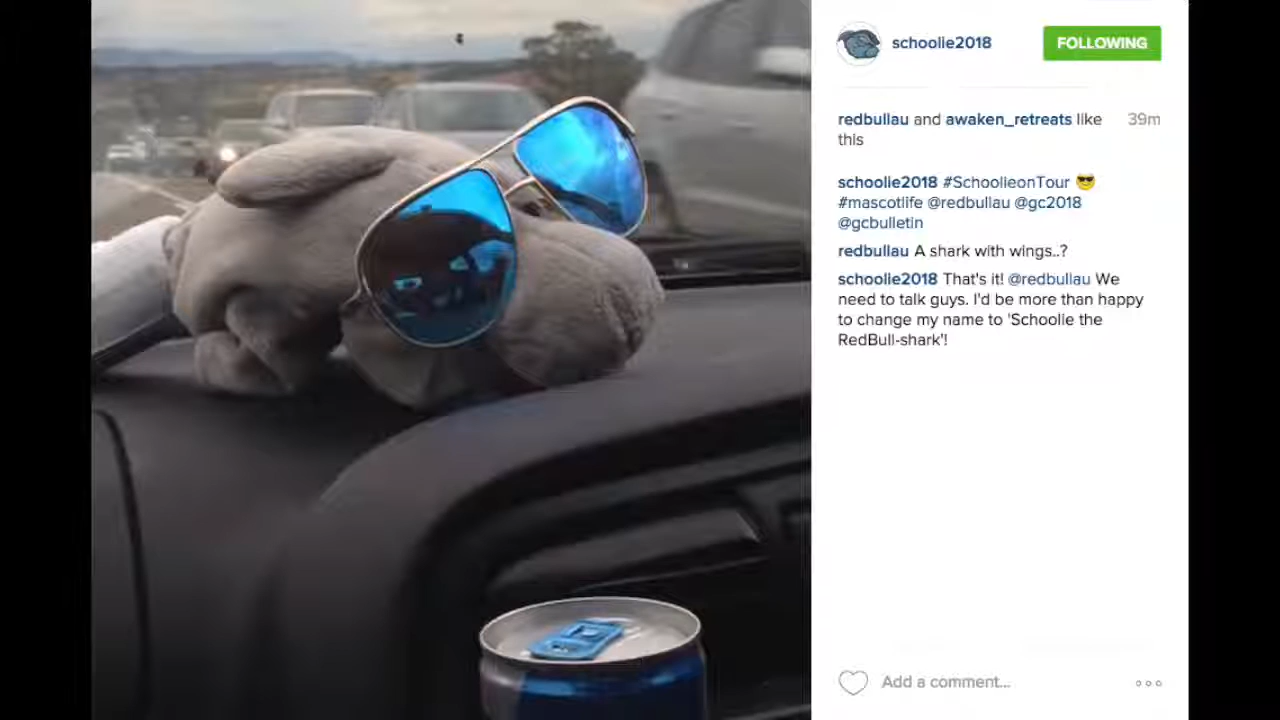 schoolie2018
FOLLOWING
redbullau and awaken_retreats like
this
39m
schoolie2018 #SchoolieonTour 😎
#mascotlife @redbullau @gc2018
@gcbulletin
redbullau A shark with wings..?
schoolie2018 That's it! @redbullau We
need to talk guys. I'd be more than happy
to change my name to 'Schoolie the
RedBull-shark'!
Add a comment...